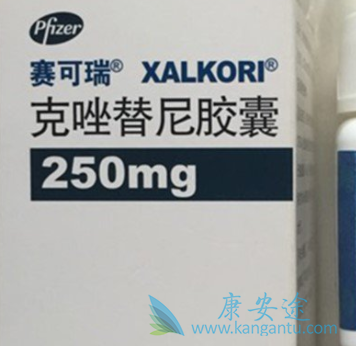 Pfizer
赛可瑞® XALKORI®
克唑替尼胶囊
250mg
康安途
www.kangantu.com